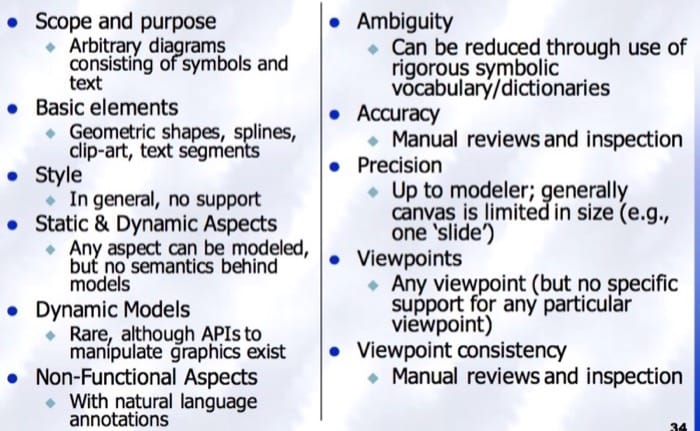 • Scope and purpose
◆ Arbitrary diagrams
consisting of symbols and
text
• Basic elements
◆ Geometric shapes, splines,
clip-art, text segments
• Style
◆ In general, no support
• Static & Dynamic Aspects
◆ Any aspect can be modeled,
but no semantics behind
models
• Dynamic Models
◆ Rare, although APIs to
manipulate graphics exist
• Non-Functional Aspects
◆ With natural language
annotations
• Ambiguity
◆ Can be reduced through use of
rigorous symbolic
vocabulary/dictionaries
• Accuracy
◆ Manual reviews and inspection
• Precision
◆ Up to modeler; generally
canvas is limited in size (e.g.,
one ‘slide’)
• Viewpoints
◆ Any viewpoint (but no specific
support for any particular
viewpoint)
• Viewpoint consistency
◆ Manual reviews and inspection
34